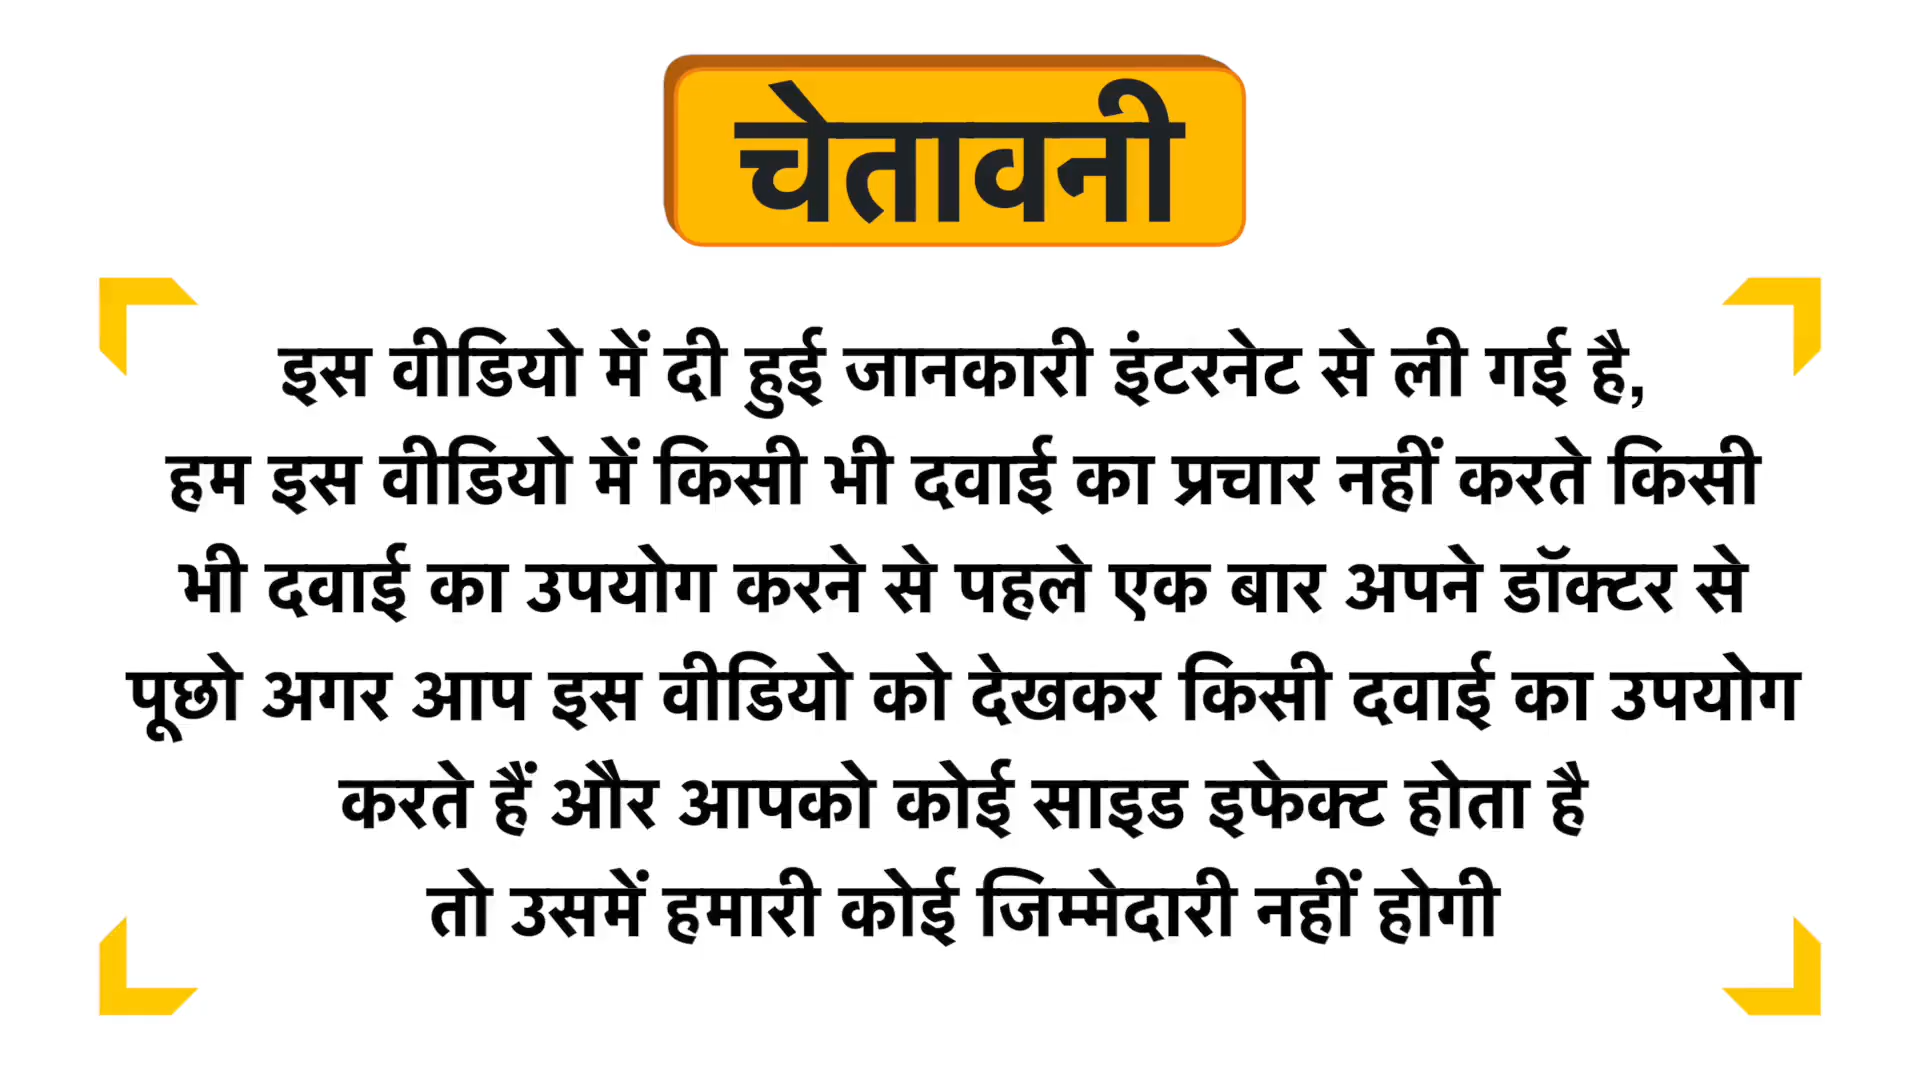 चेतावनी
इस वीडियो में दी हुई जानकारी इंटरनेट से ली गई है,
हम इस वीडियो में किसी भी दवाई का प्रचार नहीं करते किसी
भी दवाई का उपयोग करने से पहले एक बार अपने डॉक्टर से
पूछो अगर आप इस वीडियो को देखकर किसी दवाई का उपयोग
करते हैं और आपको कोई साइड इफेक्ट होता है
तो उसमें हमारी कोई जिम्मेदारी नहीं होगी